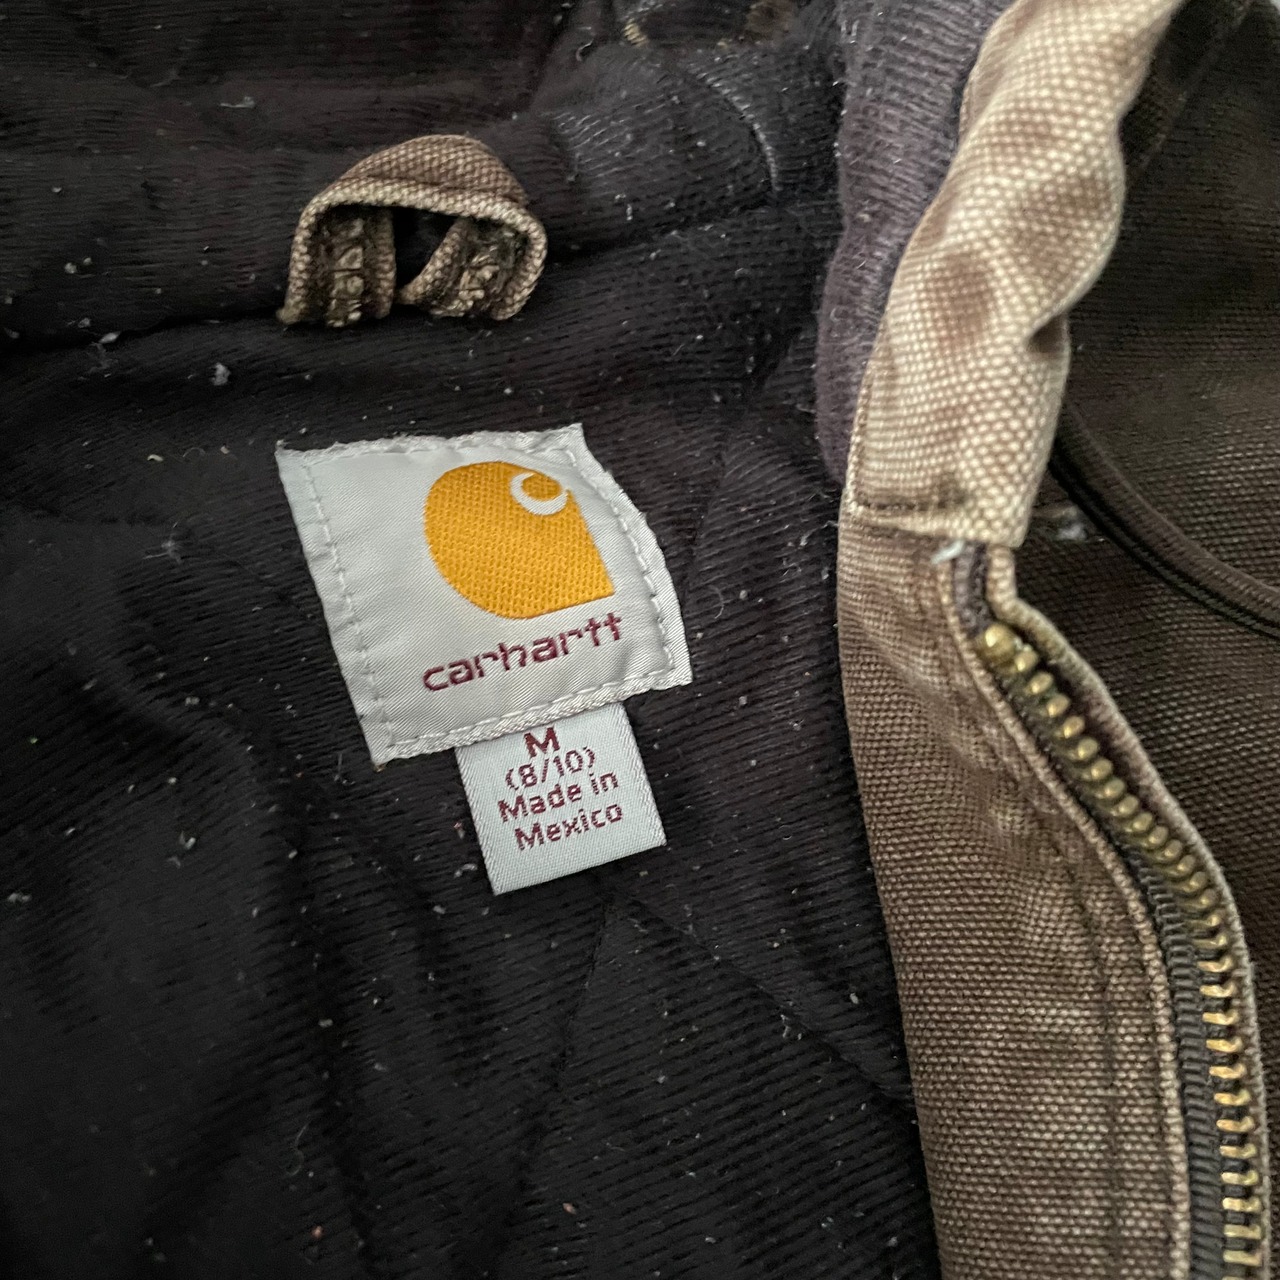 carhartt
M
(8/10)
Made in
Mexico